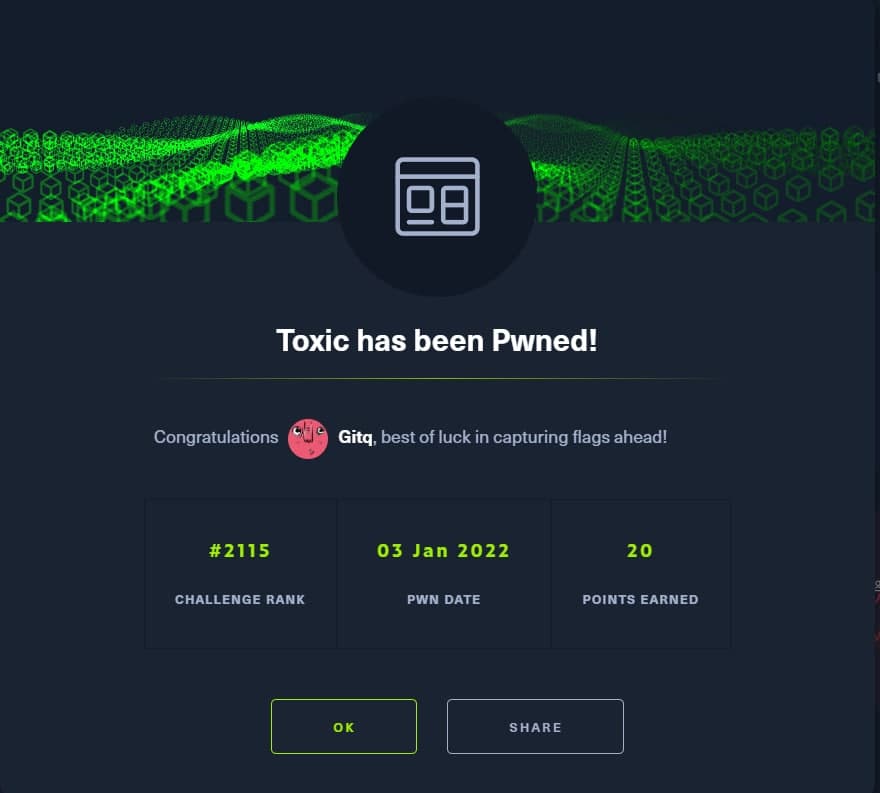 Toxic has been Pwned!
Congratulations Gitq, best of luck in capturing flags ahead!
#2115 03 Jan 2022 20
CHALLENGE RANK PWN DATE POINTS EARNED
OK SHARE